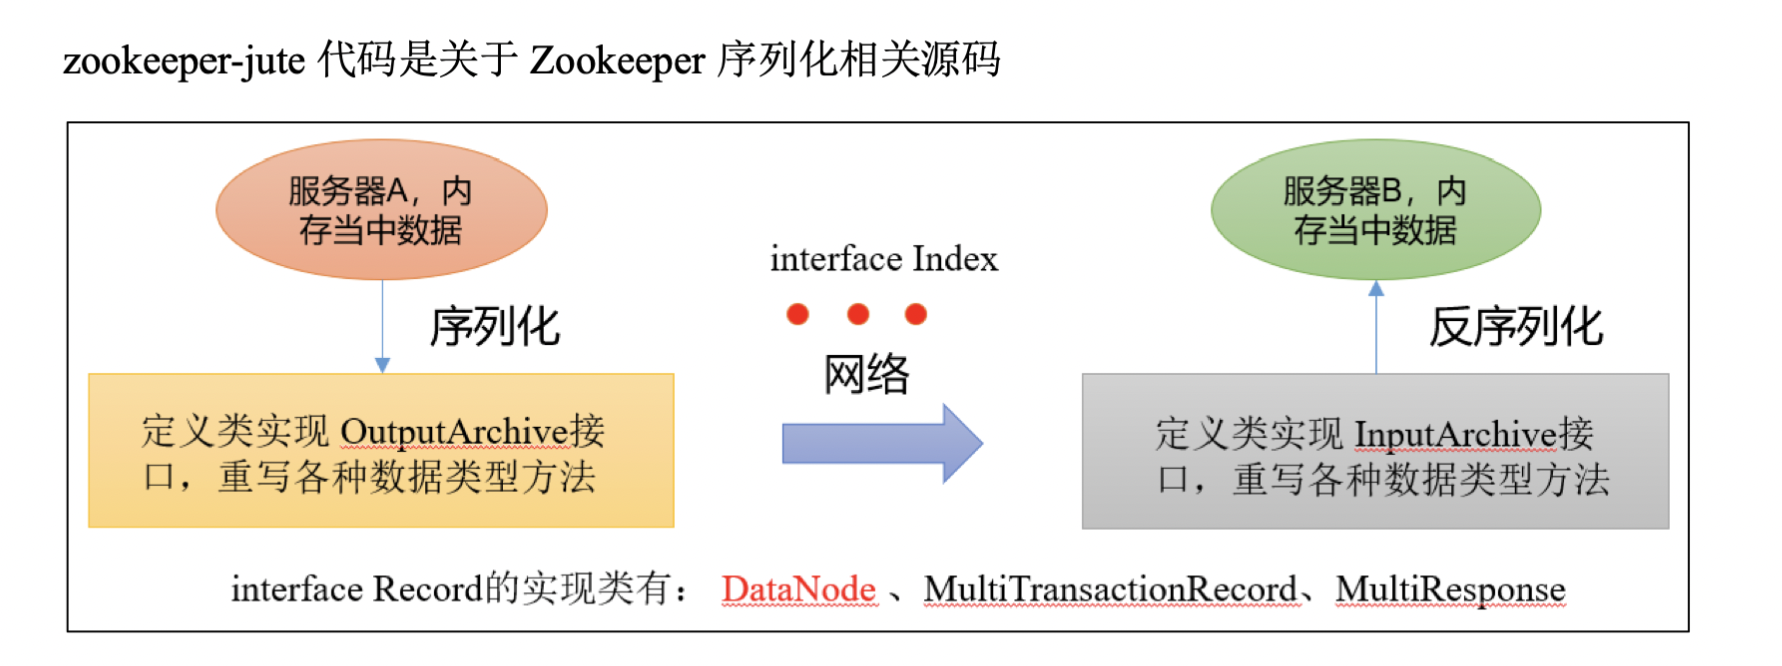 zookeeper-jute 代码是关于 Zookeeper 序列化相关源码
服务器A，内
存当中数据
服务器B，内
存当中数据
interface Index
序列化
网络
反序列化
定义类实现 OutputArchive接
口，重写各种数据类型方法
定义类实现 InputArchive接
口，重写各种数据类型方法
interface Record的实现类有： DataNode 、MultiTransactionRecord、MultiResponse